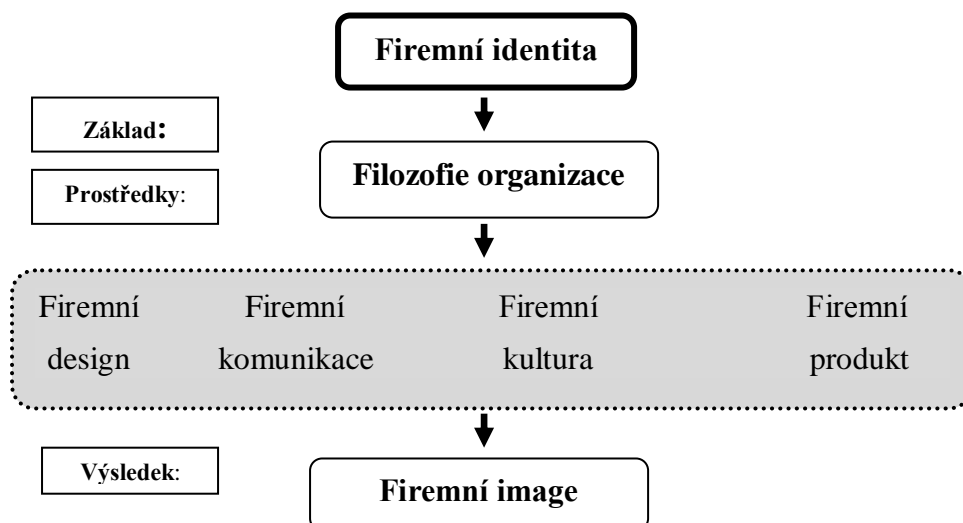 Firemní identita
Základ:
Filozofie organizace
Prostředky:
Firemní Firemní Firemní Firemní
design komunikace kultura produkt
Výsledek:
Firemní image